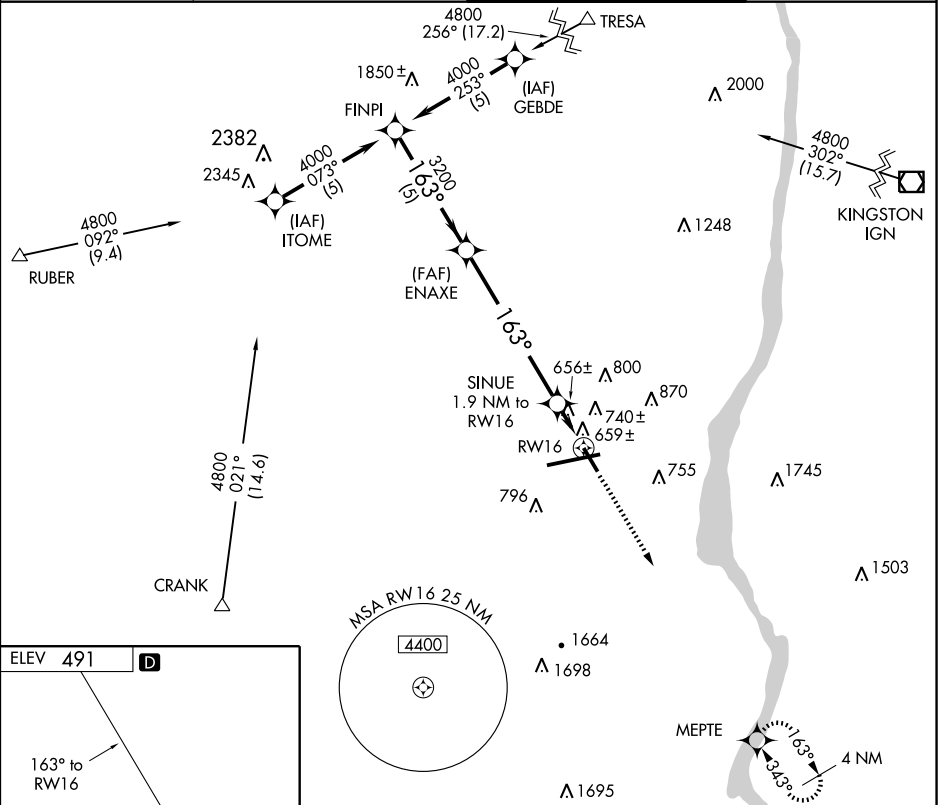 4800
256° (17.2)
TRESA
1850 ±
4000
253°
(5)
(IAF)
GEBDE
2000
FINPI
2382
2345
4000
073°
(5)
3200
163°
(5)
4800
302°
(15.7)
KINGSTON
IGN
(IAF)
ITOME
4800
092°
(9.4)
RUBER
1248
(FAF)
ENAXE
163°
656±
800
SINUE
1.9 NM to
RW16
870
740±
659±
RW16
755
1745
796
4800
021°
(14.6)
CRANK
1503
MSA RW16 25 NM
4400
1664
1698
ELEV 491
D
163° to
RW16
MEPTE
163°
343°
4 NM
1695